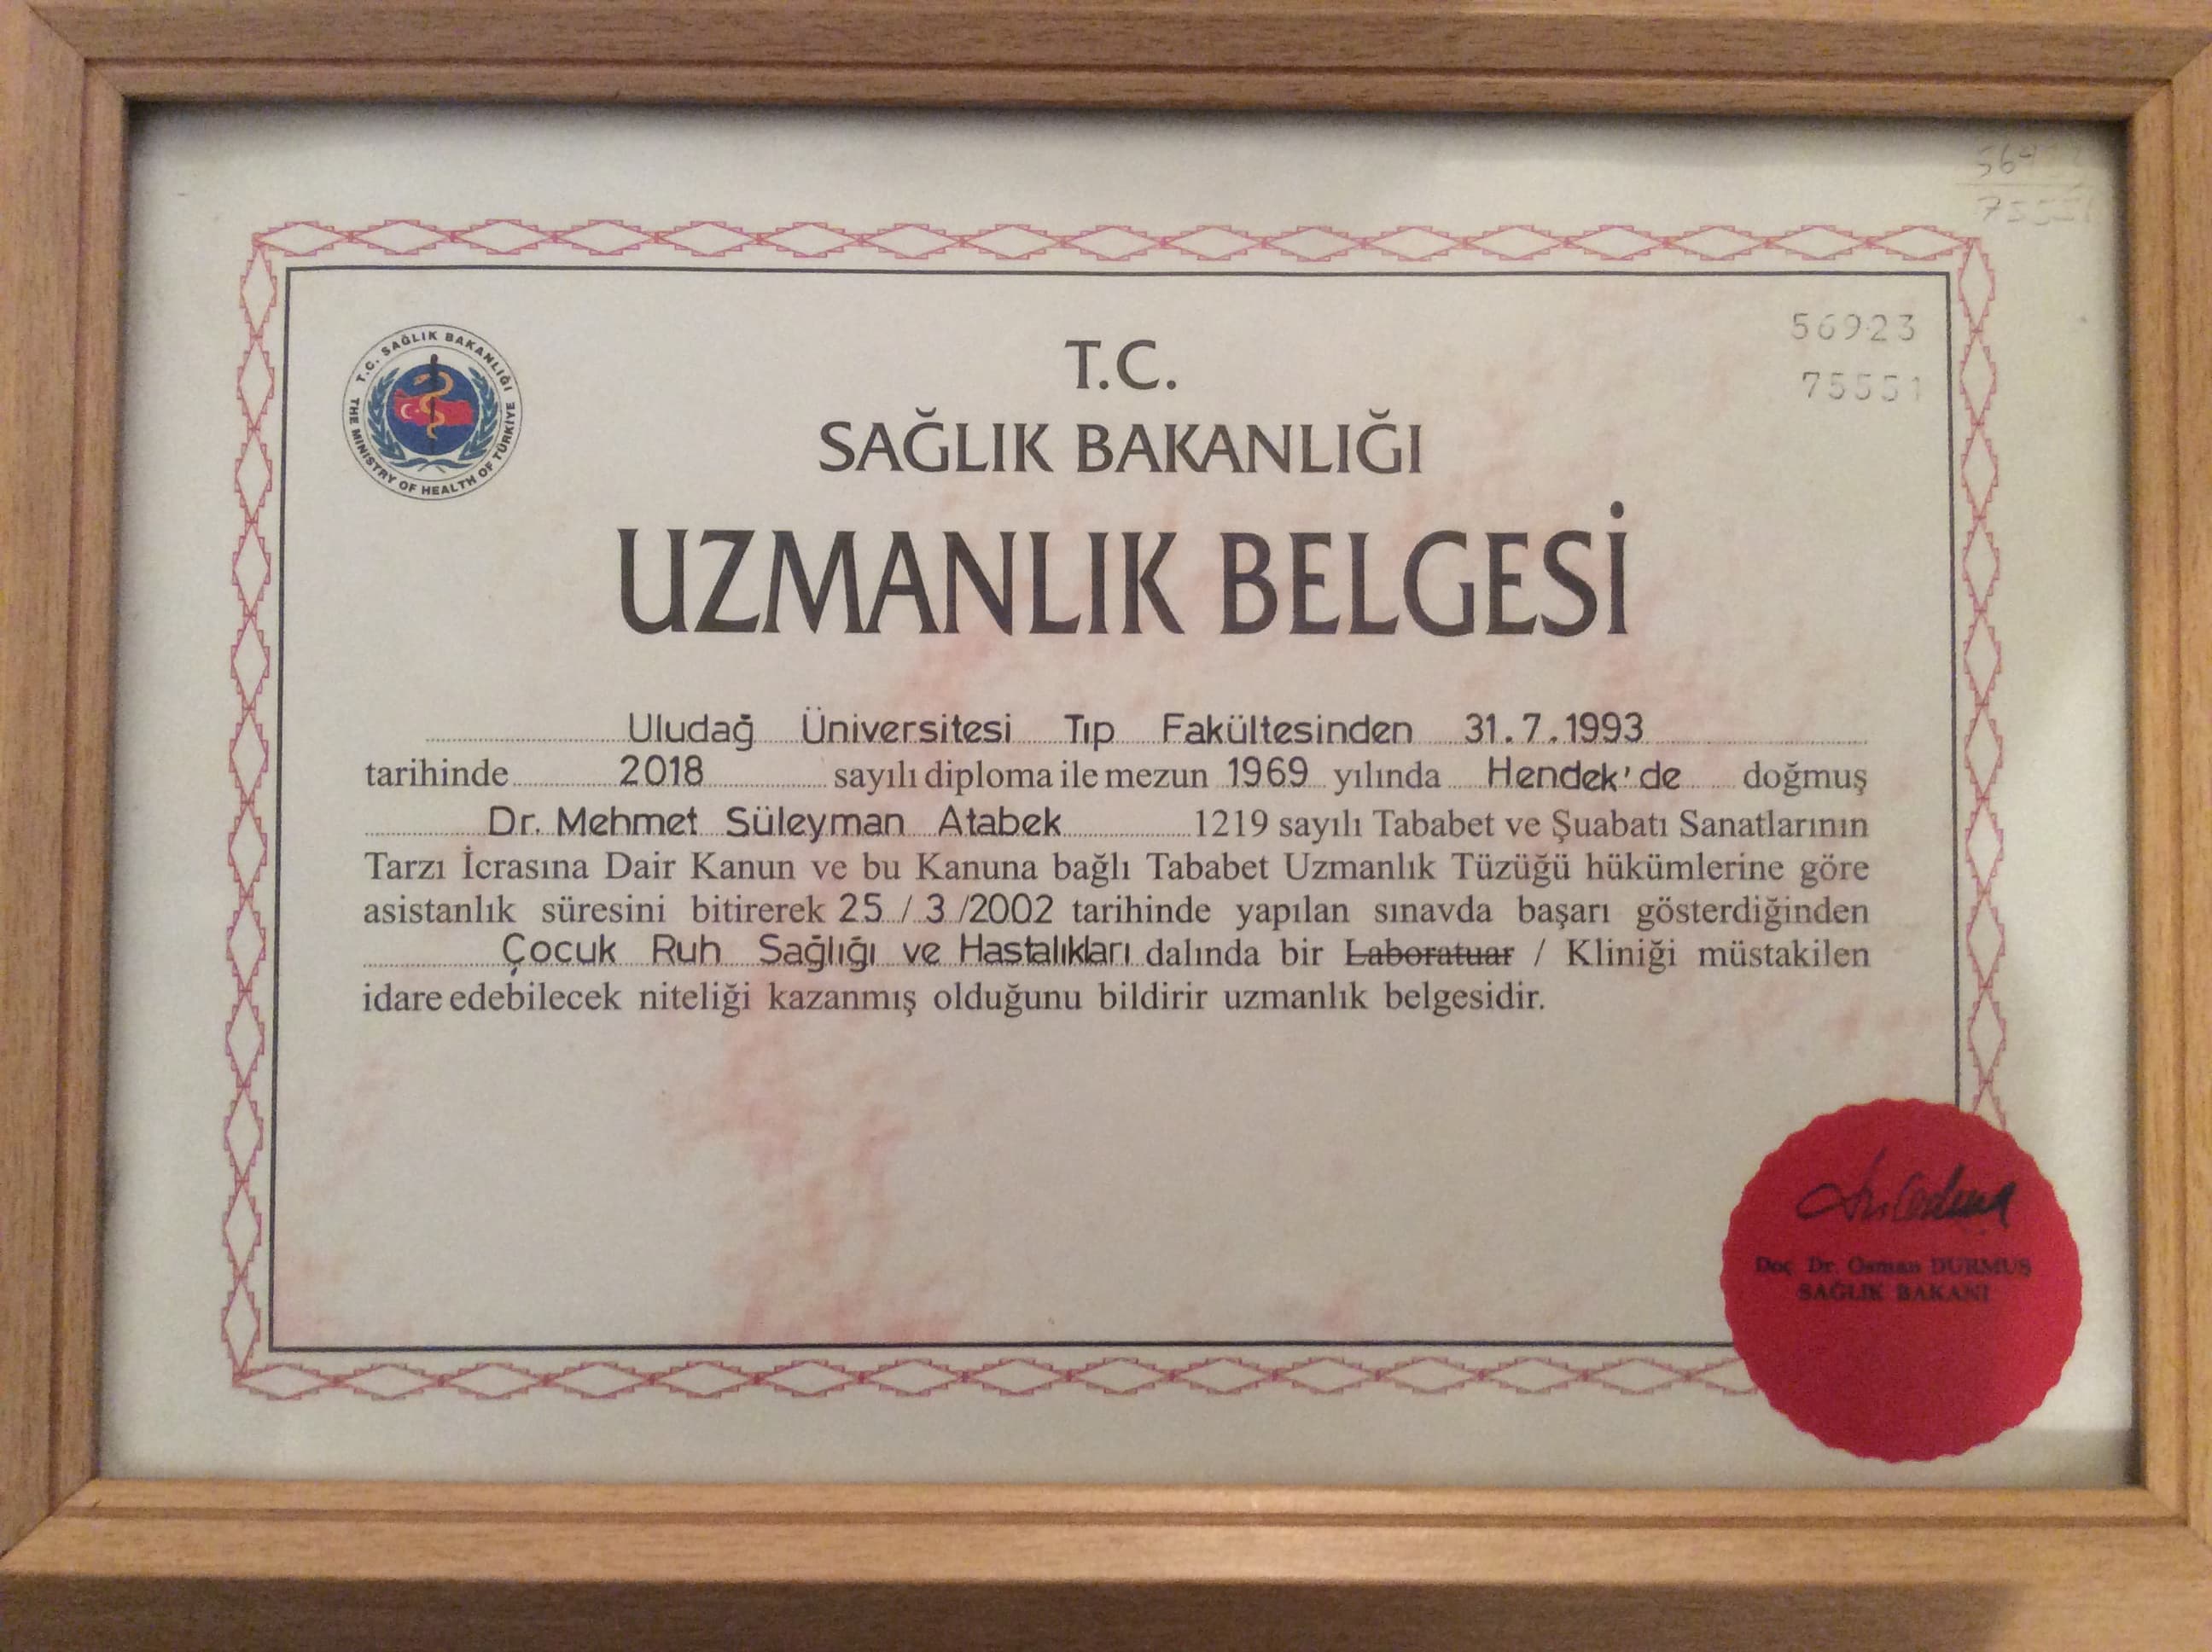 564
7555
56923
75551
T.C. SAĞLIK BAKANLIĞI
THE MINISTRY OF HEALTH OF TÜRKIYE
T.C.
SAĞLIK BAKANLIĞI
UZMANLIK BELGESİ
Uludağ Üniversitesi Tıp Fakültesinden 31.7.1993
tarihinde 2018 sayılı diploma ile mezun 1969 yılında Hendek'de doğmuş
Dr. Mehmet Süleyman Atabek 1219 sayılı Tababet ve Şuabatı Sanatlarının
Tarzı İcrasına Dair Kanun ve bu Kanuna bağlı Tababet Uzmanlık Tüzüğü hükümlerine göre
asistanlık süresini bitirerek 25 / 3 /2002 tarihinde yapılan sınavda başarı gösterdiğinden
Çocuk Ruh Sağlığı ve Hastalıkları dalında bir Laboratuar / Kliniği müstakilen
idare edebilecek niteliği kazanmış olduğunu bildirir uzmanlık belgesidir.
Doç Dr. Osman DURMUŞ
SAĞLIK BAKANI